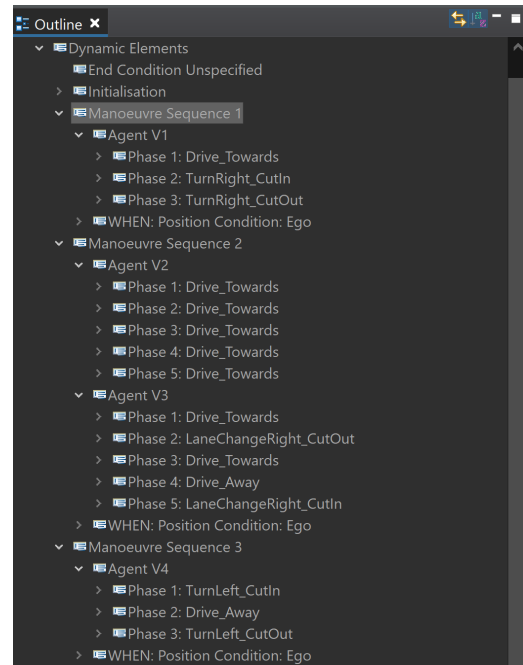 Outline
Dynamic Elements
End Condition Unspecified
Initialisation
Manoeuvre Sequence 1
Agent V1
Phase 1: Drive_Towards
Phase 2: TurnRight_CutIn
Phase 3: TurnRight_CutOut
WHEN: Position Condition: Ego
Manoeuvre Sequence 2
Agent V2
Phase 1: Drive_Towards
Phase 2: Drive_Towards
Phase 3: Drive_Towards
Phase 4: Drive_Towards
Phase 5: Drive_Towards
Agent V3
Phase 1: Drive_Towards
Phase 2: LaneChangeRight_CutOut
Phase 3: Drive_Towards
Phase 4: Drive_Away
Phase 5: LaneChangeRight_CutIn
WHEN: Position Condition: Ego
Manoeuvre Sequence 3
Agent V4
Phase 1: TurnLeft_CutIn
Phase 2: Drive_Away
Phase 3: TurnLeft_CutOut
WHEN: Position Condition: Ego